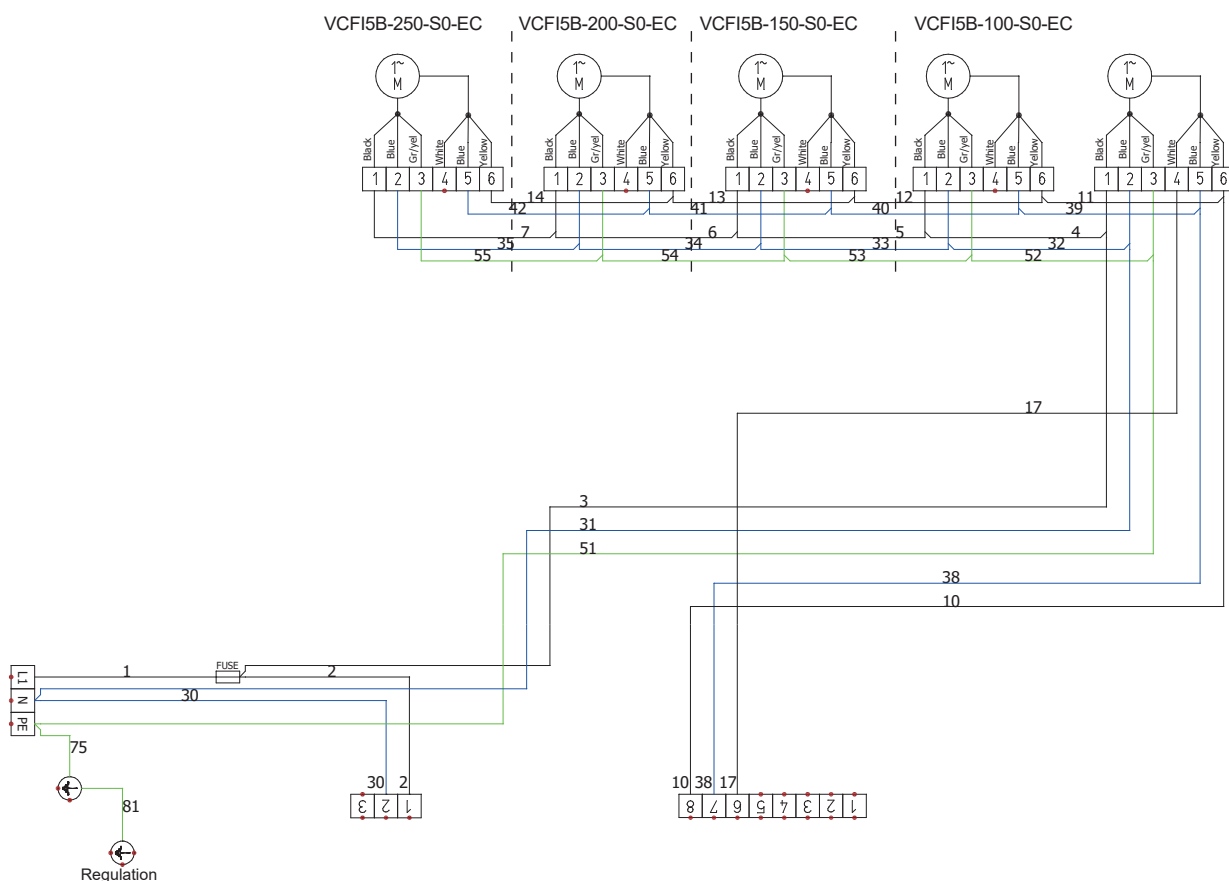 VCFI5B-250-S0-EC VCFI5B-200-S0-EC VCFI5B-150-S0-EC VCFI5B-100-S0-EC
1~ 1~ 1~ 1~ 1~
M M M M M
Black Blue Gr/yel White Blue Yellow Black Blue Gr/yel White Blue Yellow Black Blue Gr/yel White Blue Yellow Black Blue Gr/yel White Blue Yellow Black Blue Gr/yel White Blue Yellow
1 2 3 4 5 6 1 2 3 4 5 6 1 2 3 4 5 6 1 2 3 4 5 6 1 2 3 4 5 6
14 13 12 11
42 41 40 39
7 6 5 4
35 34 33 32
55 54 53 52
17
3
31
51
38
10
FUSE
L1 1 2
N 30
PE
75
30 2 10 38 17
81 3 2 1 8 7 6 5 4 3 2 1
Regulation